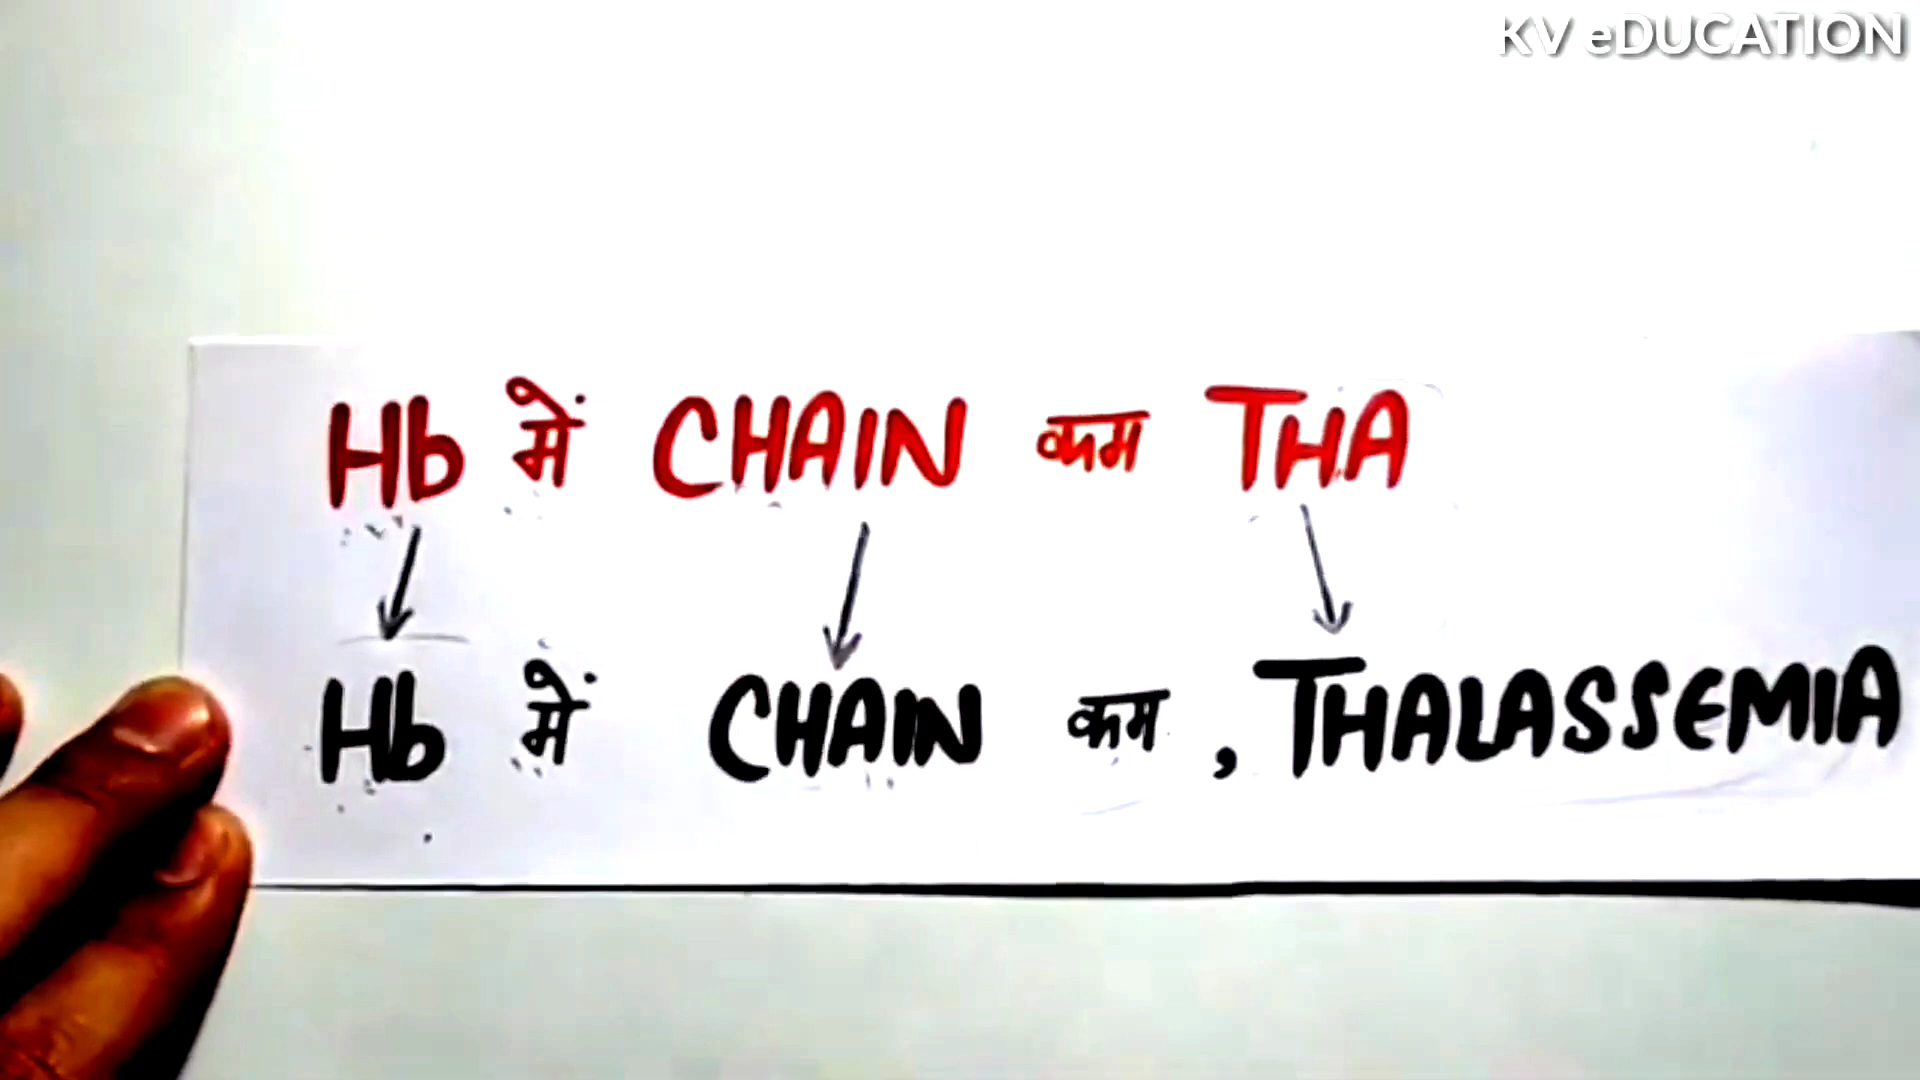 KV eDUCATION
Hb में CHAIN कम THA
Hb में CHAIN कम , THALASSEMIA